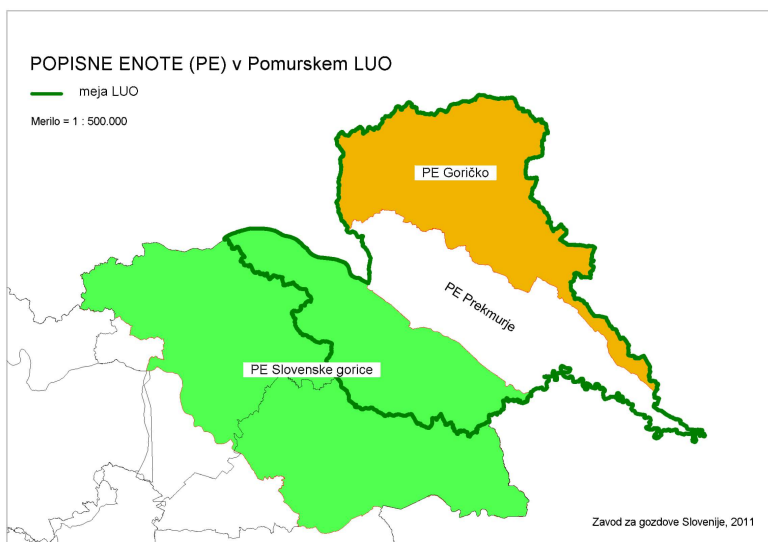 POPISNE ENOTE (PE) v Pomurskem LUO
meja LUO
Merilo = 1 : 500.000
PE Goričko
PE Prekmurje
PE Slovenske gorice
Zavod za gozdove Slovenije, 2011